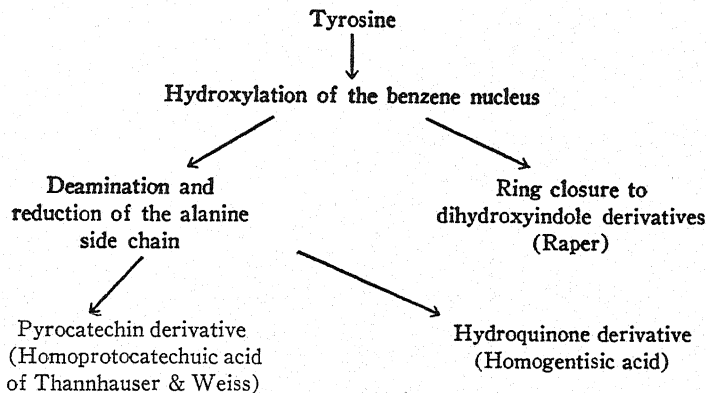 Tyrosine
Hydroxylation of the benzene nucleus
Deamination and
reduction of the alanine
side chain
Ring closure to
dihydroxyindole derivatives
(Raper)
Pyrocatechin derivative
(Homoprotocatechuic acid
of Thannhauser & Weiss)
Hydroquinone derivative
(Homogentisic acid)